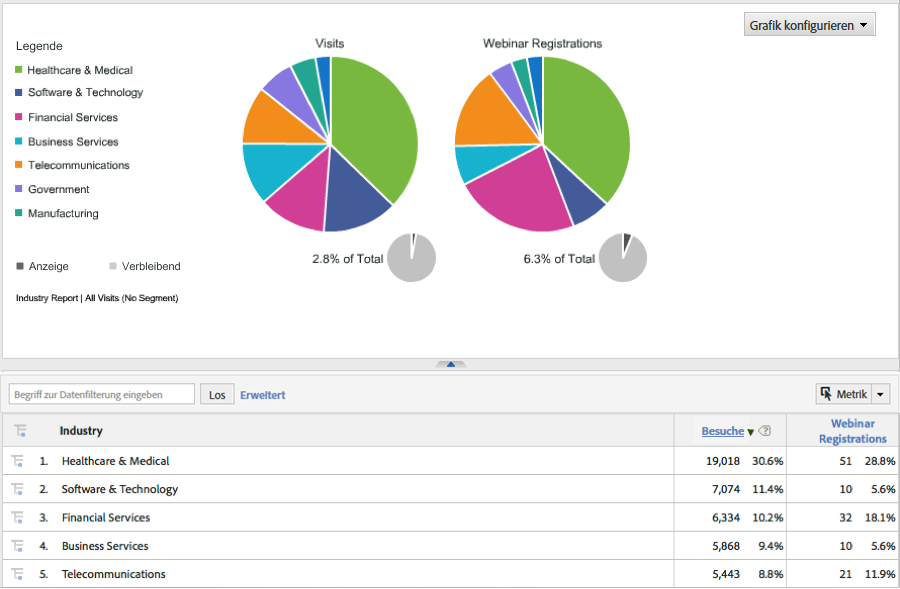 Grafik konfigurieren
Legende
Healthcare & Medical
Software & Technology
Financial Services
Business Services
Telecommunications
Government
Manufacturing
Anzeige
Verbleibend
Industry Report | All Visits (No Segment)
Visits
2.8% of Total
Webinar Registrations
6.3% of Total
Begriff zur Datenfilterung eingeben
Los
Erweitert
Metrik
Industry
Besuche
Webinar
Registrations
1. Healthcare & Medical 19,018 30.6% 51 28.8%
2. Software & Technology 7,074 11.4% 10 5.6%
3. Financial Services 6,334 10.2% 32 18.1%
4. Business Services 5,868 9.4% 10 5.6%
5. Telecommunications 5,443 8.8% 21 11.9%